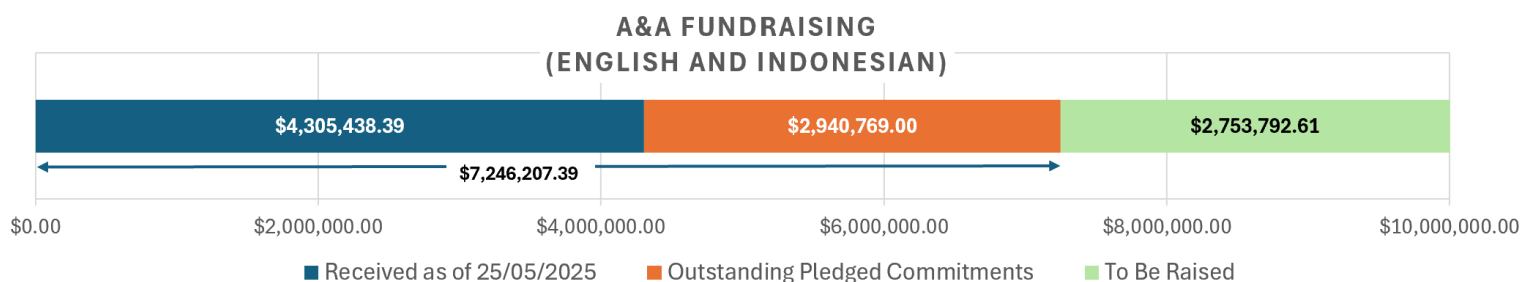 A&A FUNDRAISING
(ENGLISH AND INDONESIAN)
$4,305,438.39 $2,940,769.00 $2,753,792.61
$7,246,207.39
$0.00 $2,000,000.00 $4,000,000.00 $6,000,000.00 $8,000,000.00 $10,000,000.00
Received as of 25/05/2025 Outstanding Pledged Commitments To Be Raised